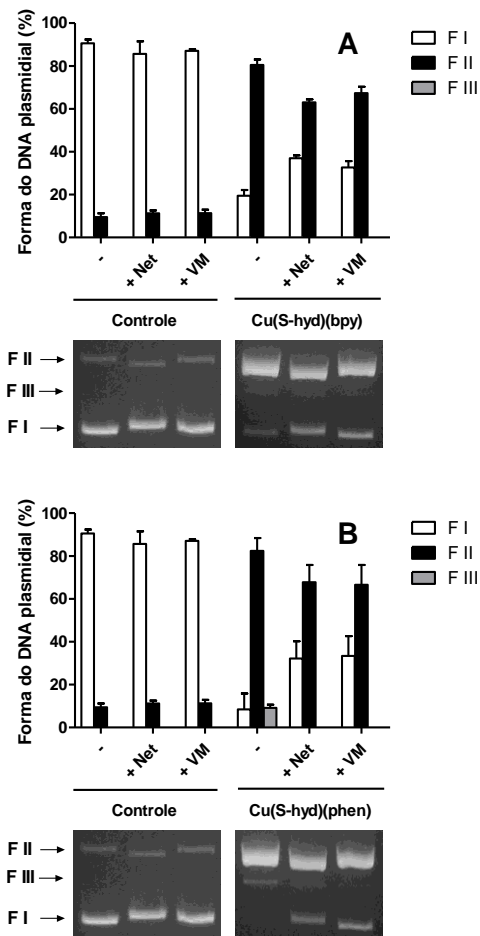 Forma do DNA plasmidial (%)
100
80
60
40
20
0
A
F I
F II
F III
-
+ Net
+ VM
-
+ Net
+ VM
Controle
Cu(S-hyd)(bpy)
F II
F III
F I
Forma do DNA plasmidial (%)
100
80
60
40
20
0
B
F I
F II
F III
-
+ Net
+ VM
-
+ Net
+ VM
Controle
Cu(S-hyd)(phen)
F II
F III
F I